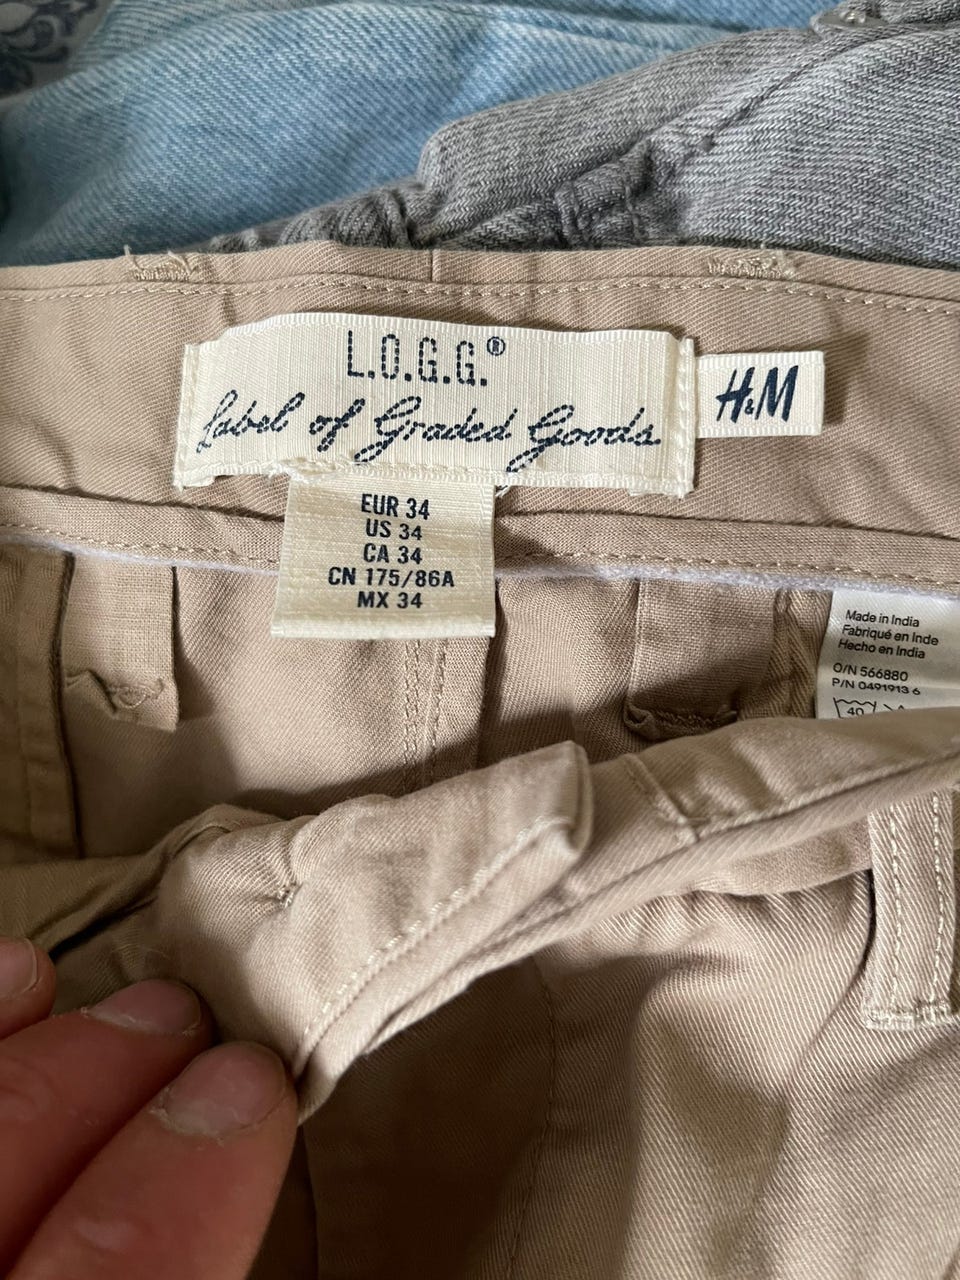 L.O.G.G.®
Label of Graded Goods
H&M
EUR 34
US 34
CA 34
CN 175/86A
MX 34
Made in India
Fabriqué en Inde
Hecho en India
O/N 566880
P/N 0491913 6
40